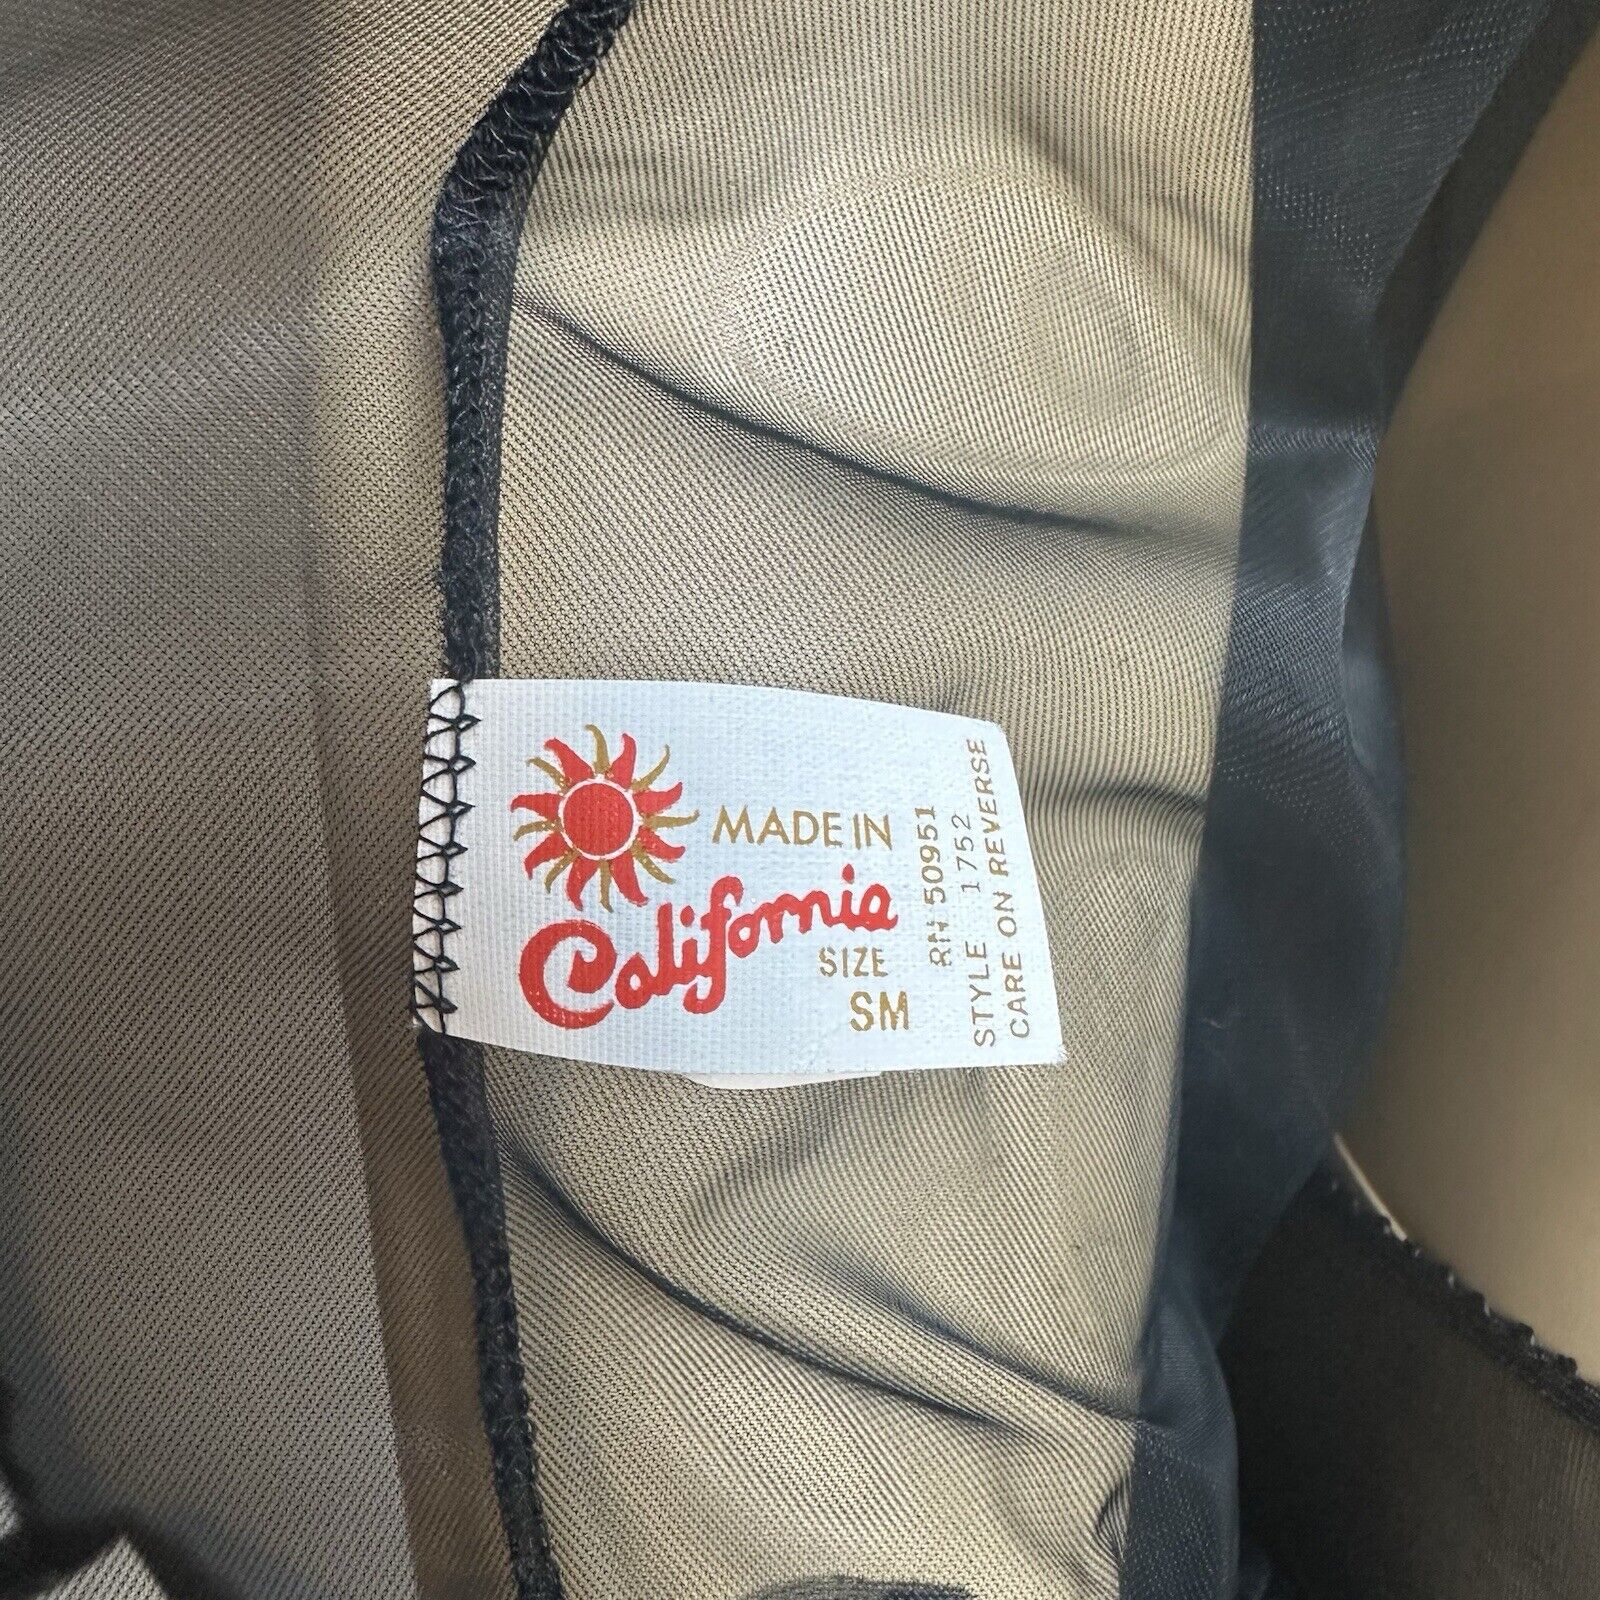 MADE IN
California
SIZE
SM
RN 50951
STYLE 1752
CARE ON REVERSE